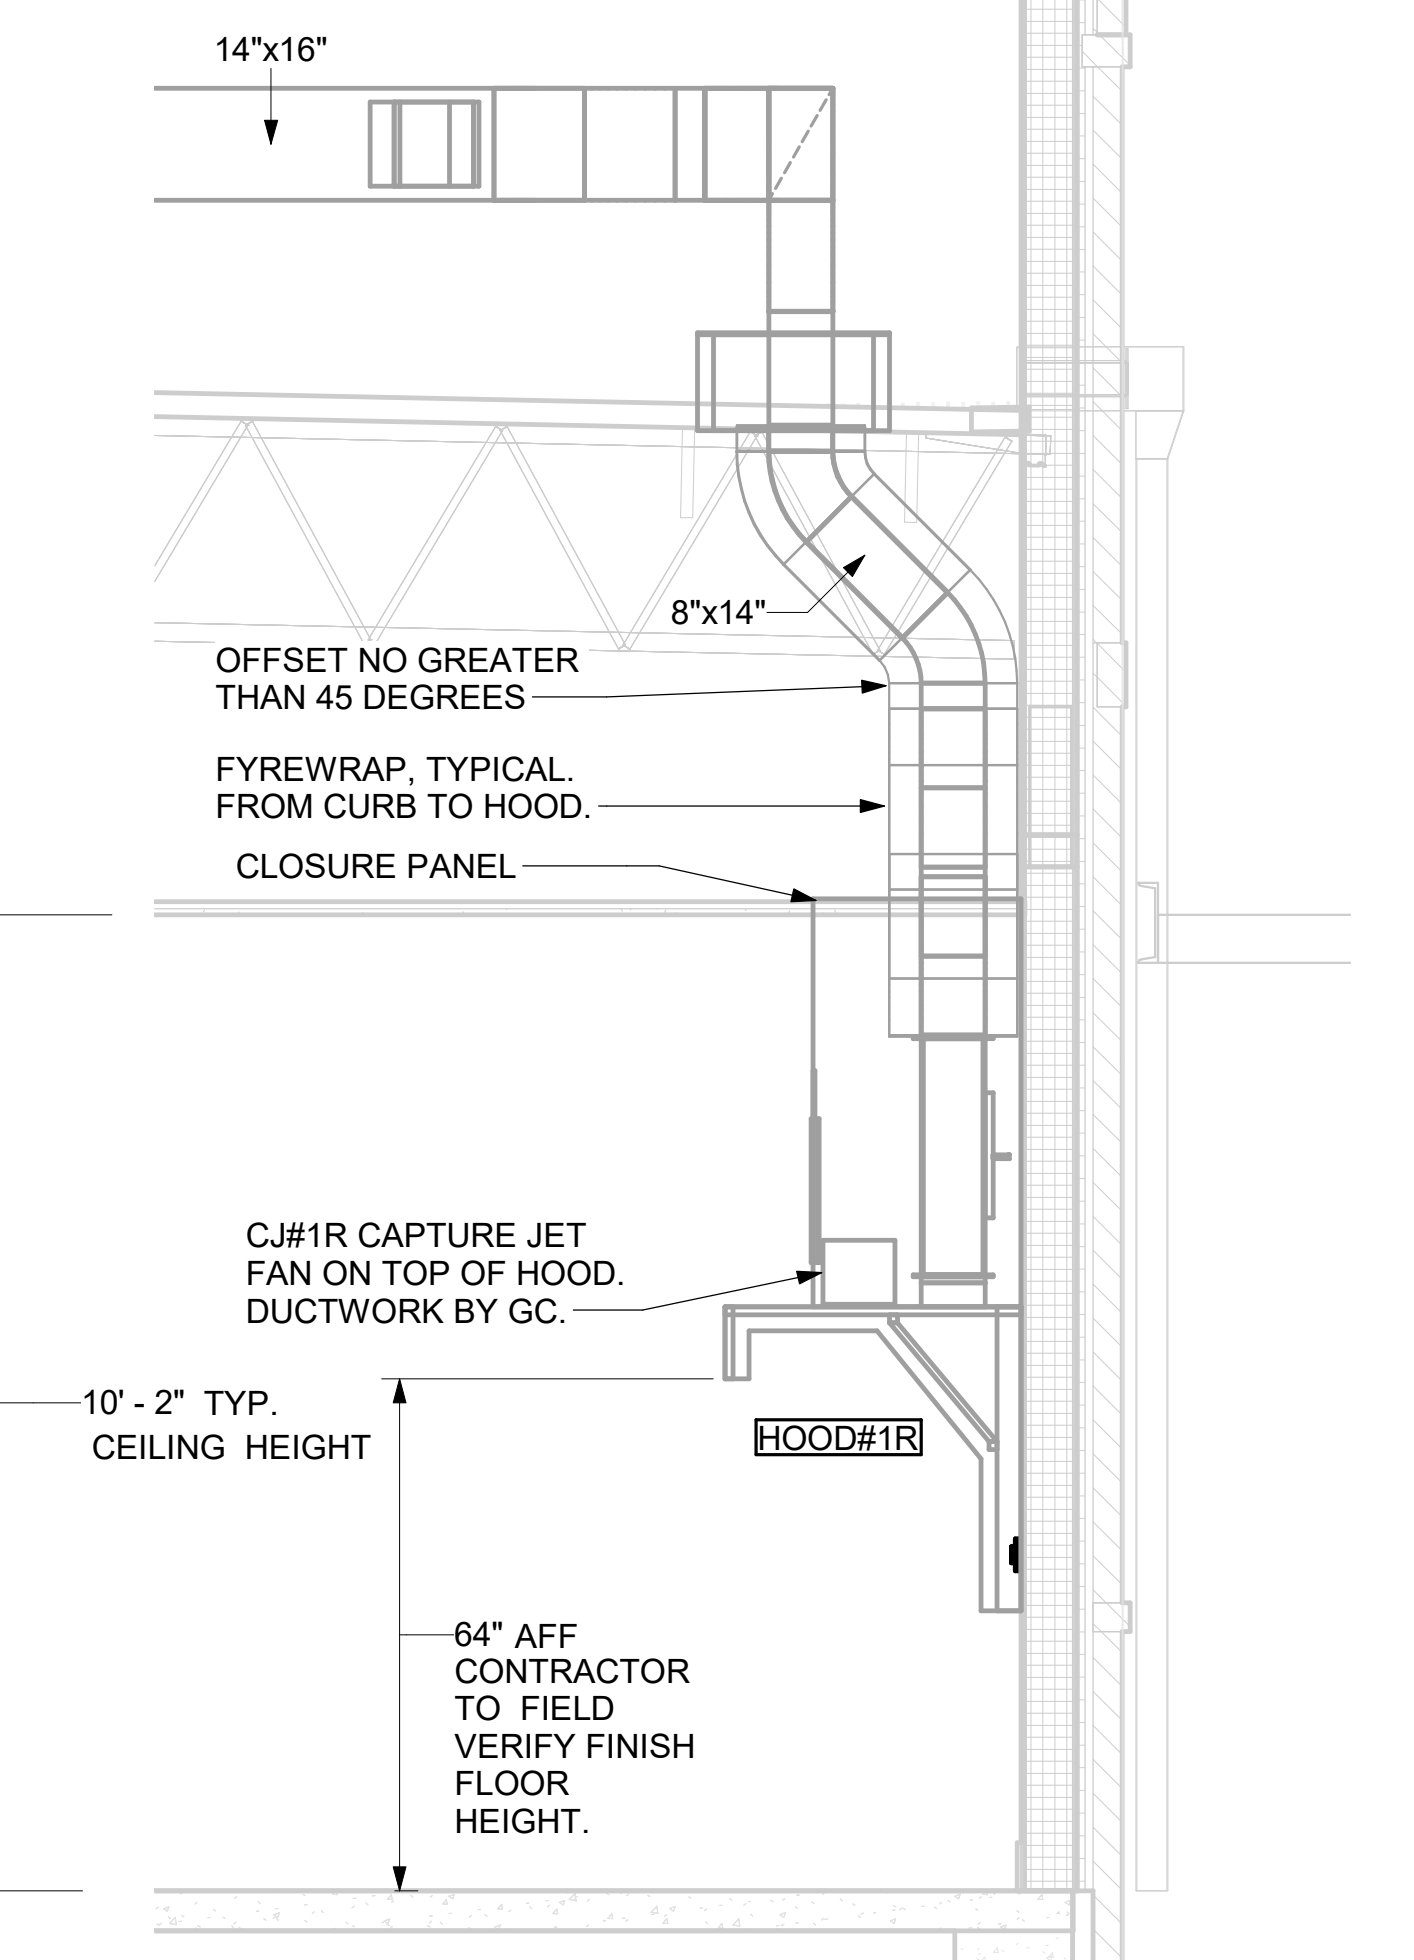 14"x16"
8"x14"
OFFSET NO GREATER
THAN 45 DEGREES
FYREWRAP, TYPICAL.
FROM CURB TO HOOD.
CLOSURE PANEL
CJ#1R CAPTURE JET
FAN ON TOP OF HOOD.
DUCTWORK BY GC.
10' - 2" TYP.
CEILING HEIGHT
HOOD#1R
64" AFF
CONTRACTOR
TO FIELD
VERIFY FINISH
FLOOR
HEIGHT.